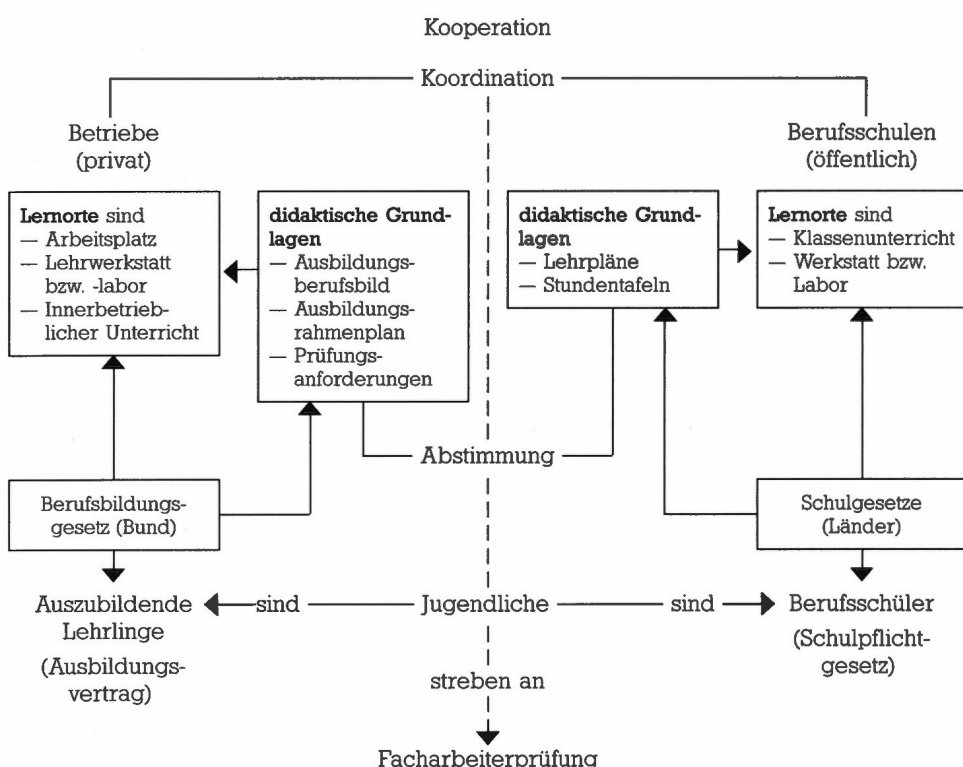 Kooperation
Koordination
Betriebe
(privat)
Berufsschulen
(öffentlich)
Lernorte sind
— Arbeitsplatz
— Lehrwerkstatt
bzw. -labor
— Innerbetrieb-
licher Unterricht
didaktische Grund-
lagen
— Ausbildungs-
berufsbild
— Ausbildungs-
rahmenplan
— Prüfungs-
anforderungen
didaktische Grund-
lagen
— Lehrpläne
— Stundentafeln
Lernorte sind
— Klassenunterricht
— Werkstatt bzw.
Labor
Abstimmung
Berufsbildungs-
gesetz (Bund)
Schulgesetze
(Länder)
Auszubildende
Lehrlinge
(Ausbildungs-
vertrag)
sind
Jugendliche
sind
Berufsschüler
(Schulpflicht-
gesetz)
streben an
Facharbeiterprüfung